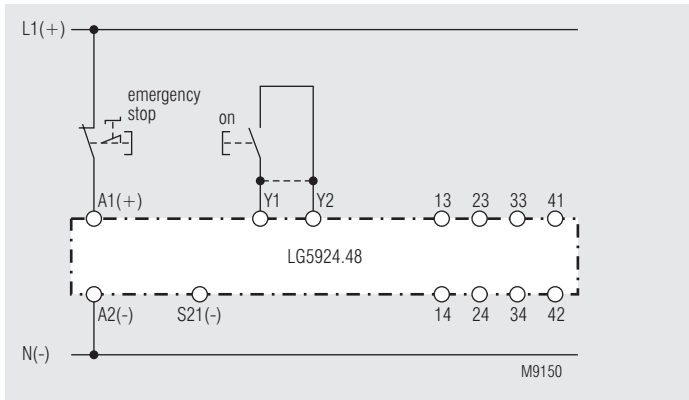 L1(+)
emergency
stop
on
A1(+)
Y1
Y2
13
23
33
41
LG5924.48
A2(-)
S21(-)
14
24
34
42
N(-)
M9150